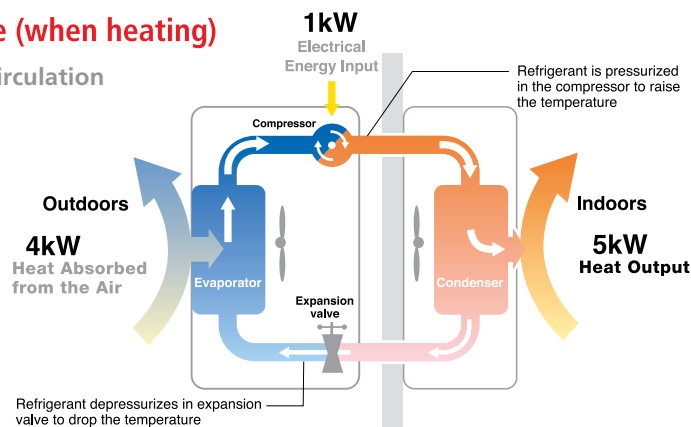 e (when heating)
irculation
1kW
Electrical
Energy Input
Refrigerant is pressurized
in the compressor to raise
the temperature
Compressor
Outdoors
4kW
Heat Absorbed
from the Air
Evaporator
Expansion
valve
Condenser
Indoors
5kW
Heat Output
Refrigerant depressurizes in expansion
valve to drop the temperature